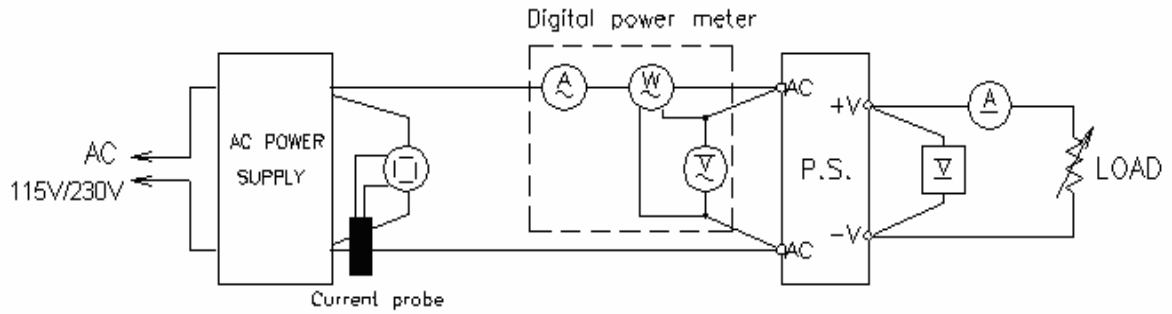 Digital power meter
AC
115V/230V
AC POWER
SUPPLY
Current probe
A
W
V
AC
AC
P.S.
+V
-V
A
V
LOAD